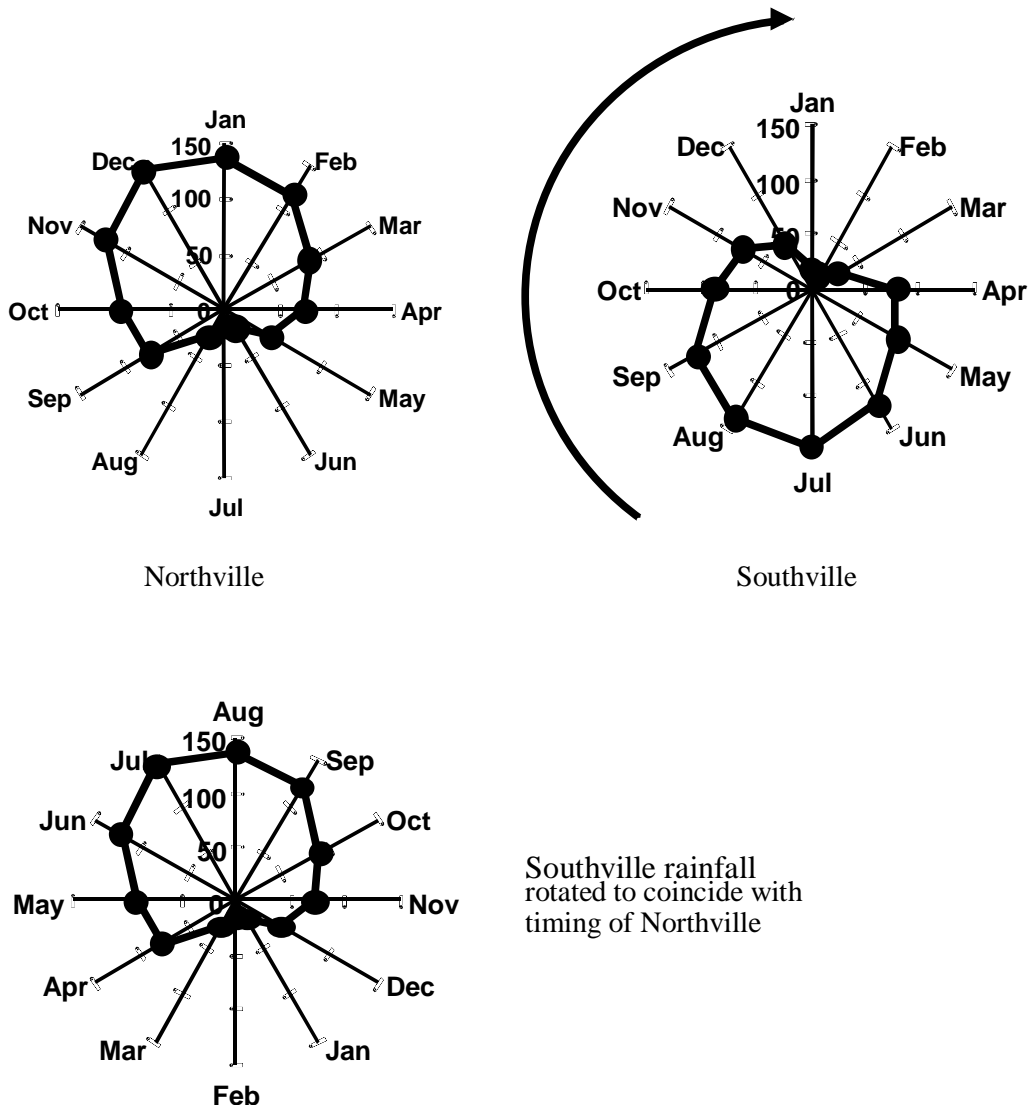 Jan
150
Dec
Feb
100
Nov
Mar
50
Oct
0
Apr
Sep
May
Aug
Jun
Jul
Northville
Jan
150
Dec
Feb
100
Nov
Mar
50
Oct
0
Apr
Sep
May
Aug
Jun
Jul
Southville
Aug
150
Jul
Sep
100
Jun
Oct
50
May
0
Nov
Apr
Dec
Mar
Jan
Feb
Southville rainfall
rotated to coincide with
timing of Northville